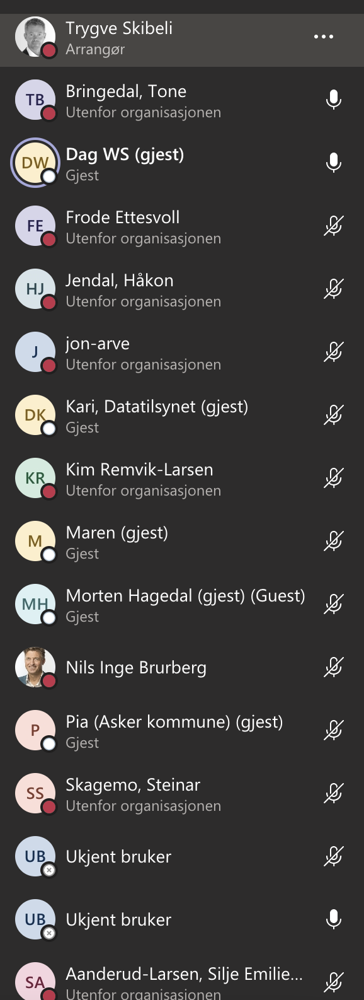 Trygve Skibeli
Arrangør
TB
Bringedal, Tone
Utenfor organisasjonen
DW
Dag WS (gjest)
Gjest
FE
Frode Ettesvoll
Utenfor organisasjonen
HJ
Jendal, Håkon
Utenfor organisasjonen
J
jon-arve
Utenfor organisasjonen
DK
Kari, Datatilsynet (gjest)
Gjest
KR
Kim Remvik-Larsen
Utenfor organisasjonen
M
Maren (gjest)
Gjest
MH
Morten Hagedal (gjest) (Guest)
Gjest
Nils Inge Brurberg
P
Pia (Asker kommune) (gjest)
Gjest
SS
Skagemo, Steinar
Utenfor organisasjonen
UB
Ukjent bruker
UB
Ukjent bruker
SA
Aanderud-Larsen, Silje Emilie...
Utenfor organisasjonen